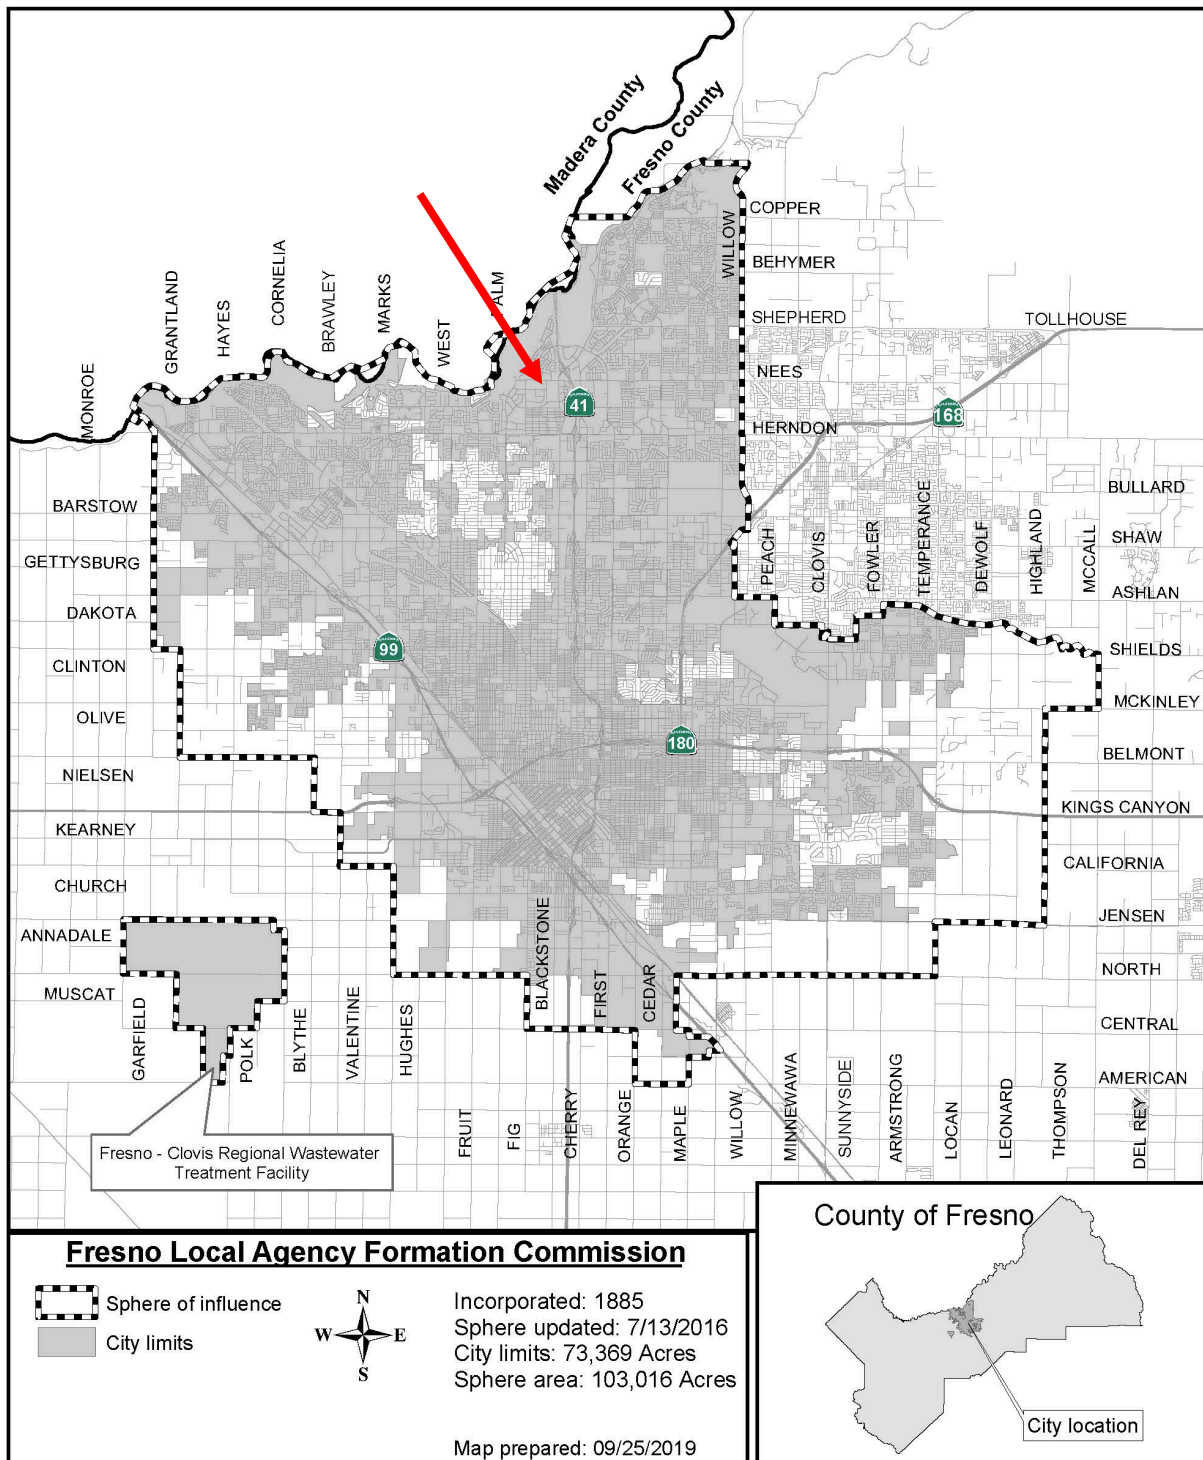 Madera County
Fresno County
COPPER
WILLOW
BEHYMER
SHEPHERD
TOLLHOUSE
NEES
HERNDON
MONROE
GRANTLAND
HAYES
CORNELIA
BRAWLEY
MARKS
WEST
ALM
CALIFORNIA
41
CALIFORNIA
168
BARSTOW
GETTYSBURG
DAKOTA
CLINTON
OLIVE
NIELSEN
KEARNEY
CHURCH
ANNADALE
MUSCAT
PEACH
CLOVIS
FOWLER
TEMPERANCE
DEWOLF
HIGHLAND
MCCALL
BULLARD
SHAW
ASHLAN
SHIELDS
MCKINLEY
BELMONT
KINGS CANYON
CALIFORNIA
JENSEN
NORTH
CENTRAL
AMERICAN
CALIFORNIA
99
CALIFORNIA
180
GARFIELD
POLK
BLYTHE
VALENTINE
HUGHES
BLACKSTONE
FIRST
CEDAR
FRUIT
FIG
CHERRY
ORANGE
MAPLE
WILLOW
MINNEWAWA
SUNNYSIDE
ARMSTRONG
LOCAN
LEONARD
THOMPSON
DEL REY
Fresno - Clovis Regional Wastewater
Treatment Facility
Fresno Local Agency Formation Commission
Sphere of influence
City limits
N
W E
S
Incorporated: 1885
Sphere updated: 7/13/2016
City limits: 73,369 Acres
Sphere area: 103,016 Acres
Map prepared: 09/25/2019
County of Fresno
City location